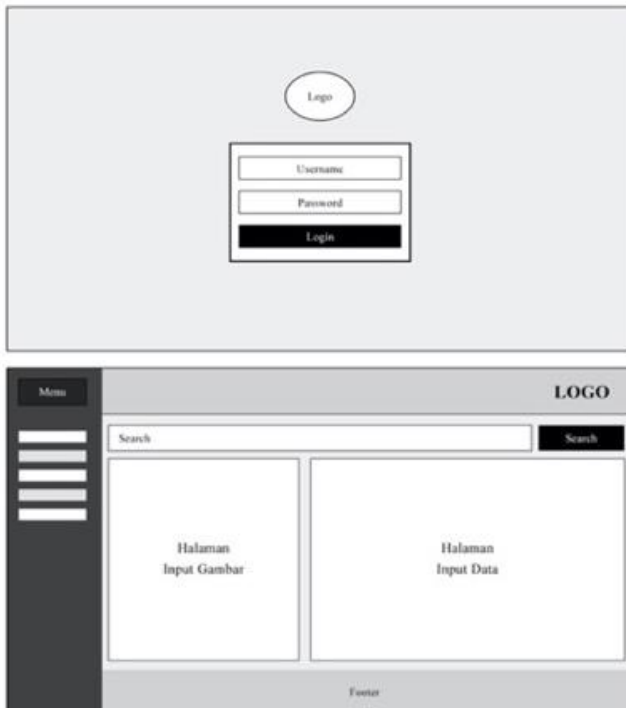 Logo
Username
Password
Login
Menu
LOGO
Search
Search
Halaman
Input Gambar
Halaman
Input Data
Footer